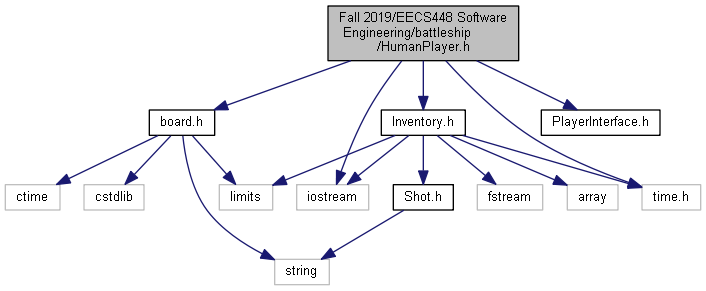 Fall 2019/EECS448 Software
Engineering/battleship
/HumanPlayer.h
board.h
Inventory.h
PlayerInterface.h
ctime
cstdlib
limits
iostream
Shot.h
fstream
array
time.h
string